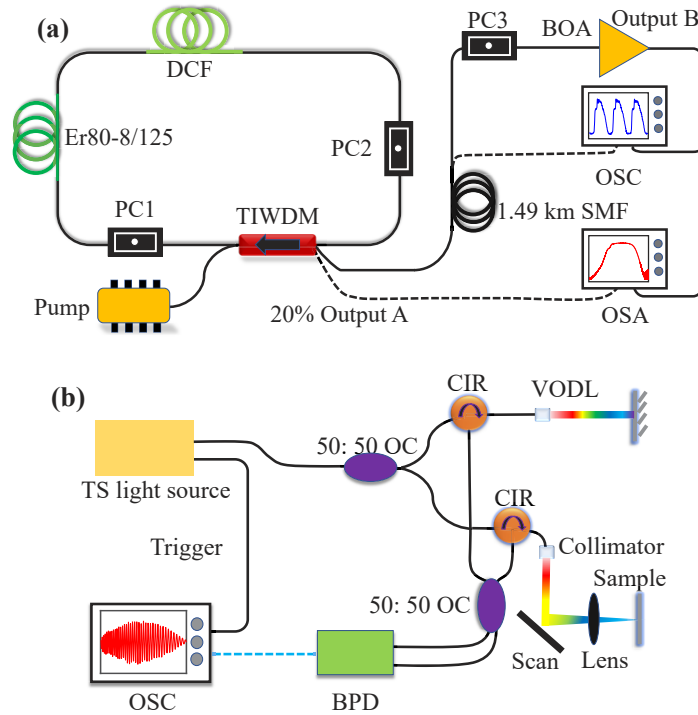 (a)
PC3
BOA
Output B
DCF
Er80-8/125
PC2
OSC
PC1
TIWDM
1.49 km SMF
Pump
20% Output A
OSA
(b)
CIR
VODL
50: 50 OC
TS light source
CIR
Trigger
Collimator
Sample
50: 50 OC
Scan
Lens
OSC
BPD